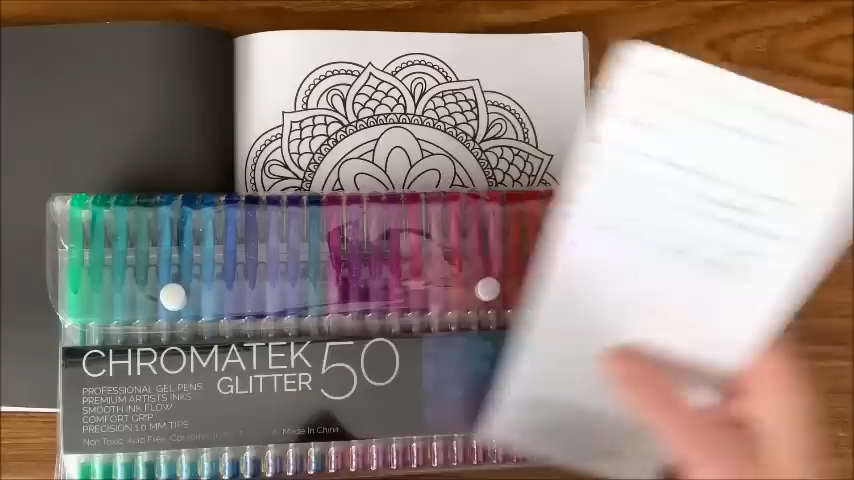 CHROMATEK 50
GLITTER
PROFESSIONAL GEL PENS
PREMIUM ARTISTS INKS
SMOOTH INK FLOW
COMFORT GRIP
PRECISION 1.0 MM TIPS
Non Toxic, Acid Free, Made In China